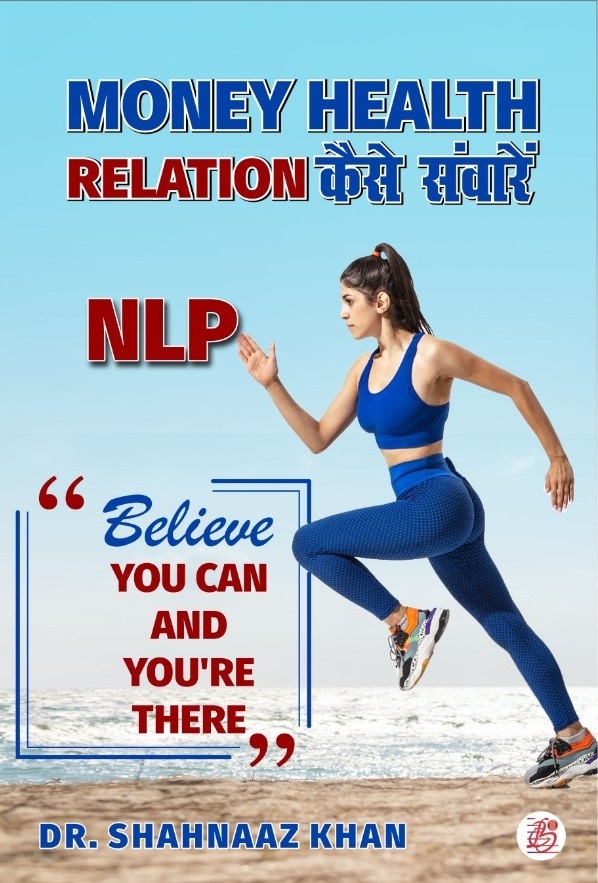 MONEY HEALTH
RELATION कैसे संवारें
NLP
“Believe
YOU CAN
AND
YOU'RE
THERE”
DR. SHAHNAAZ KHAN